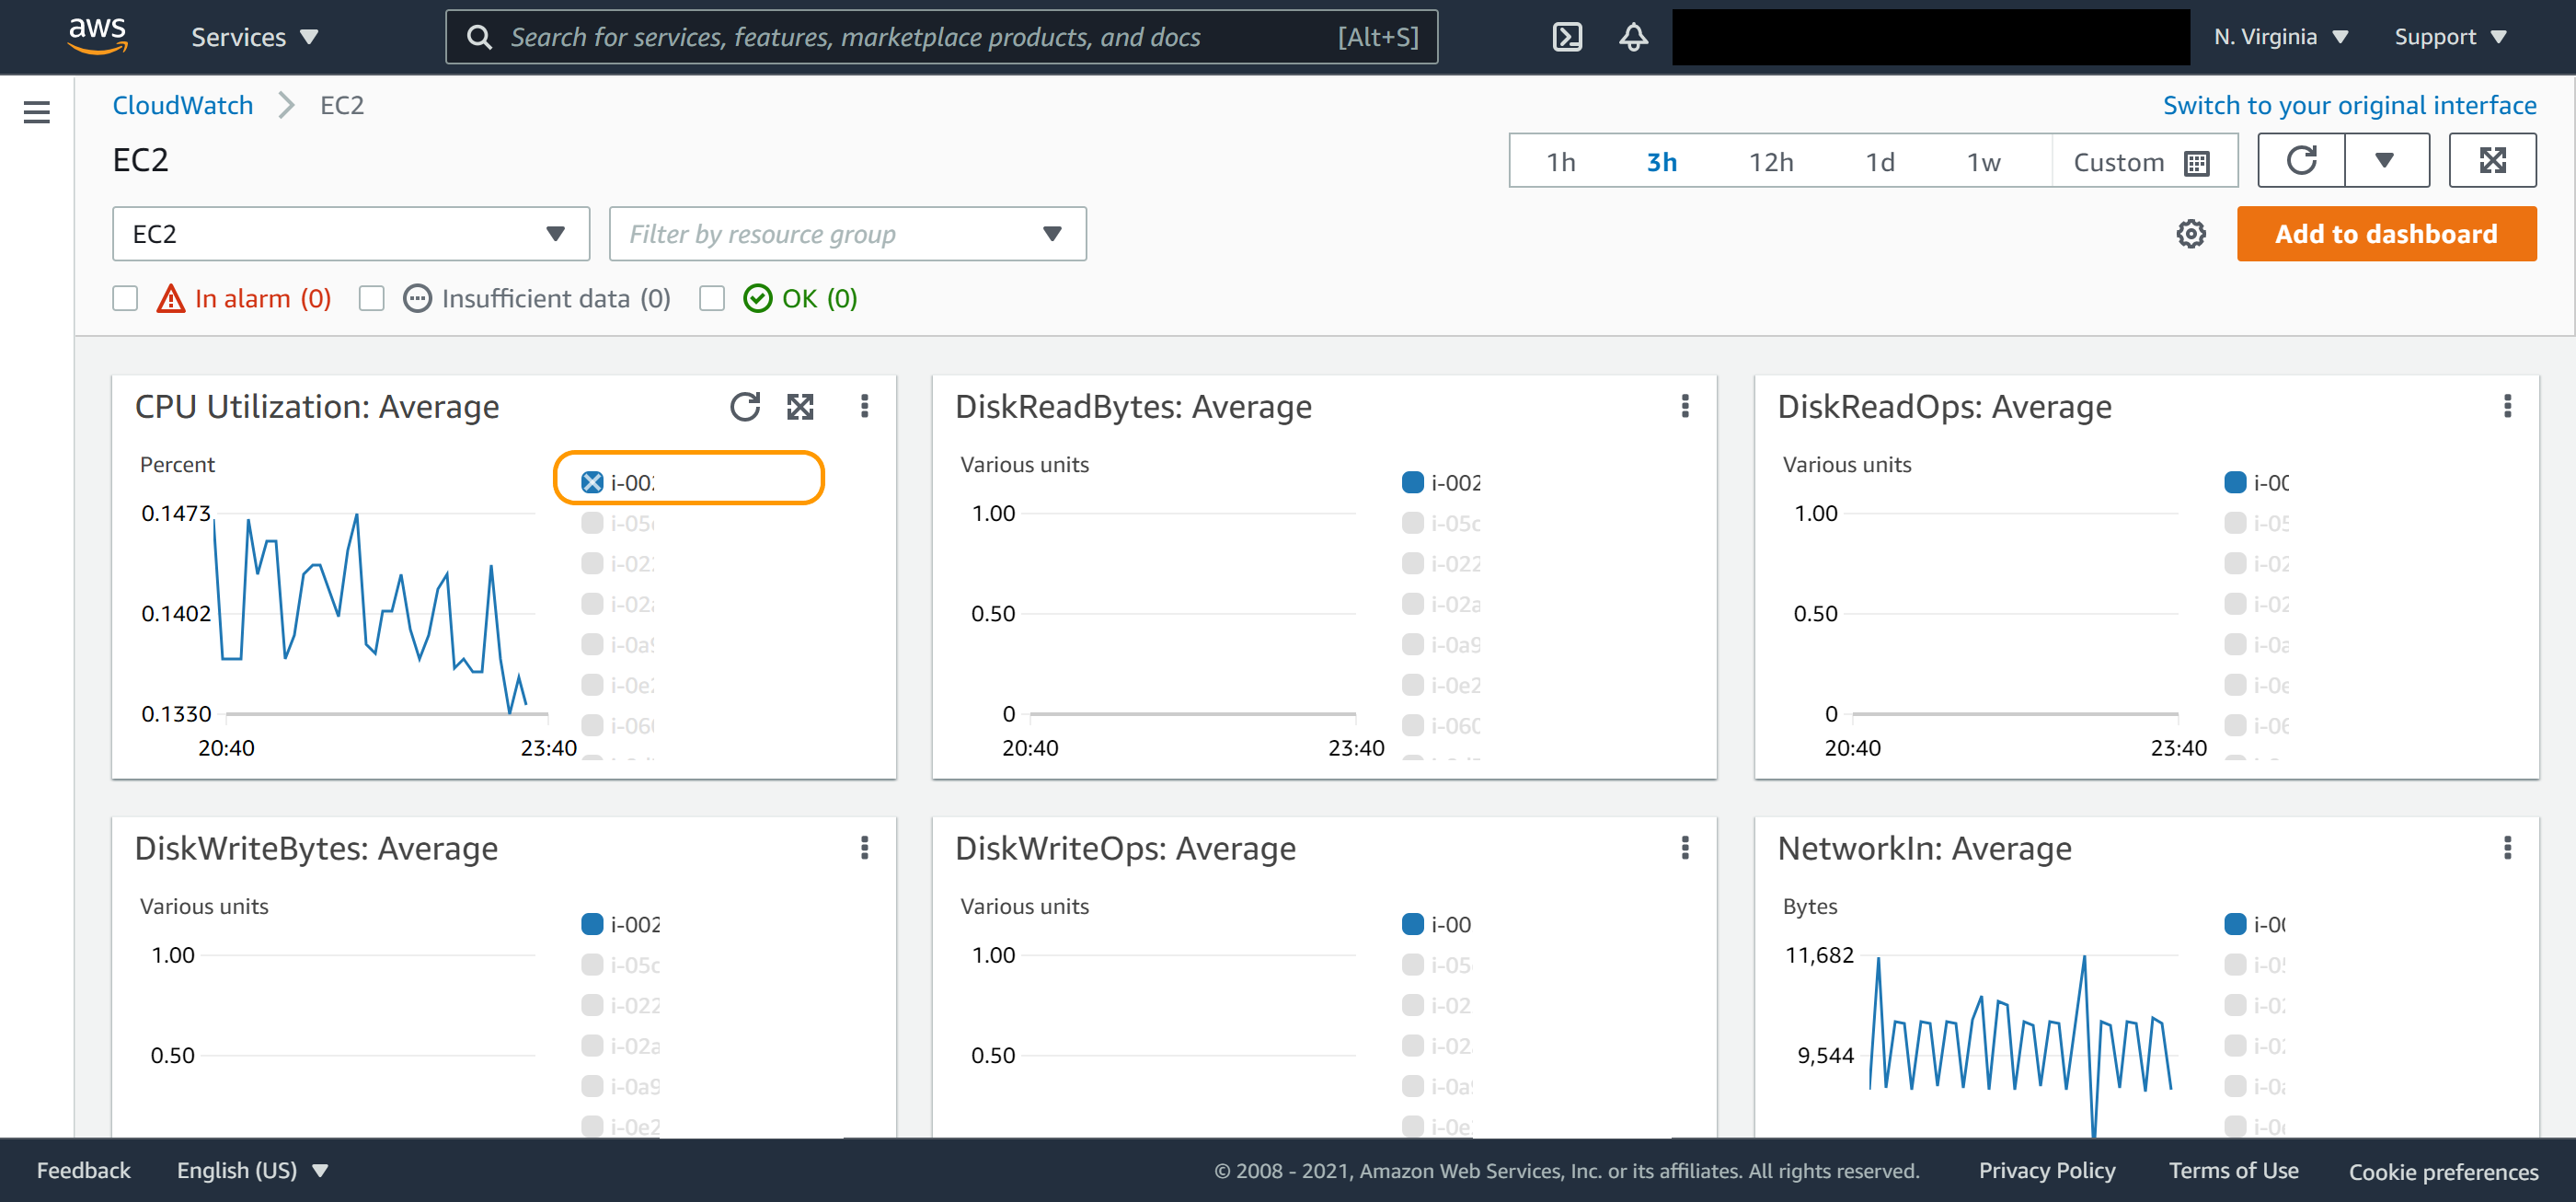 aws Services Search for services, features, marketplace products, and docs [Alt+S] N. Virginia Support
CloudWatch EC2 Switch to your original interface
EC2 1h 3h 12h 1d 1w Custom
EC2 Filter by resource group Add to dashboard
In alarm (0) Insufficient data (0) OK (0)
CPU Utilization: Average
Percent
0.1473
0.1402
0.1330
20:40 23:40
i-002
i-05
i-022
i-02a
i-0a9
i-0e2
i-060
DiskReadBytes: Average
Various units
1.00
0.50
0
20:40 23:40
i-002
i-05c
i-022
i-02a
i-0a9
i-0e2
i-060
DiskReadOps: Average
Various units
1.00
0.50
0
20:40 23:40
i-00
i-05
i-02
i-02
i-0a
i-0e
i-06
DiskWriteBytes: Average
Various units
1.00
0.50
i-002
i-05c
i-022
i-02a
i-0a9
i-0e2
DiskWriteOps: Average
Various units
1.00
0.50
i-00
i-05
i-02
i-02
i-0a
i-0e
NetworkIn: Average
Bytes
11,682
9,544
i-00
i-05
i-02
i-02
i-0a
i-0e
Feedback English (US) © 2008 - 2021, Amazon Web Services, Inc. or its affiliates. All rights reserved. Privacy Policy Terms of Use Cookie preferences